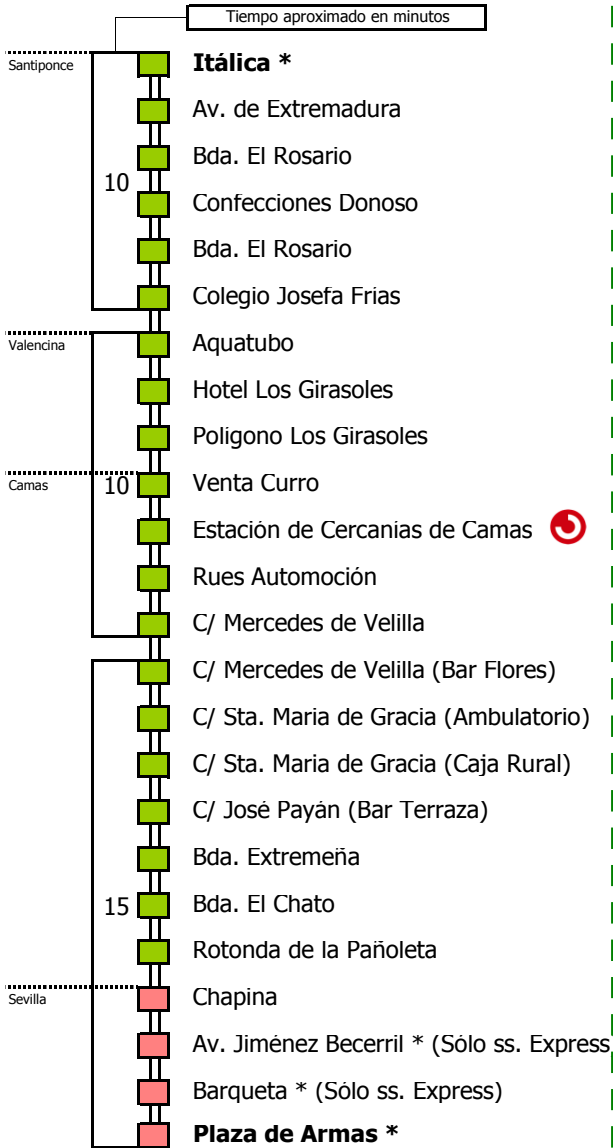 Tiempo aproximado en minutos
Santiponce
Itálica *
Av. de Extremadura
Bda. El Rosario
10
Confecciones Donoso
Bda. El Rosario
Colegio Josefa Frías
Valencina
Aquatubo
Hotel Los Girasoles
Polígono Los Girasoles
Camas
10
Venta Curro
Estación de Cercanías de Camas
Rues Automoción
C/ Mercedes de Velilla
C/ Mercedes de Velilla (Bar Flores)
C/ Sta. Maria de Gracia (Ambulatorio)
C/ Sta. Maria de Gracia (Caja Rural)
C/ José Payán (Bar Terraza)
Bda. Extremeña
15
Bda. El Chato
Rotonda de la Pañoleta
Sevilla
Chapina
Av. Jiménez Becerril * (Sólo ss. Express
Barqueta * (Sólo ss. Express)
Plaza de Armas *